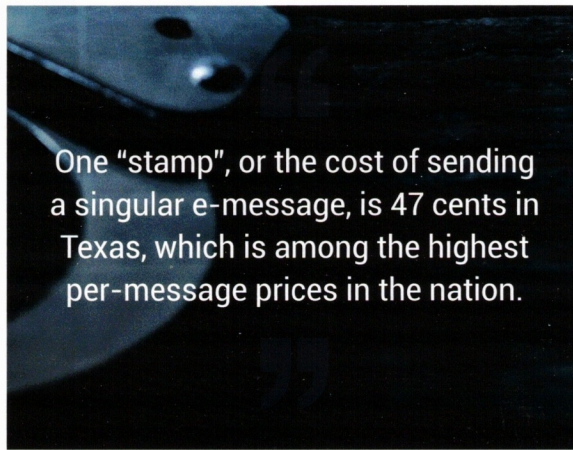 “
One “stamp”, or the cost of sending
a singular e-message, is 47 cents in
Texas, which is among the highest
per-message prices in the nation.
”